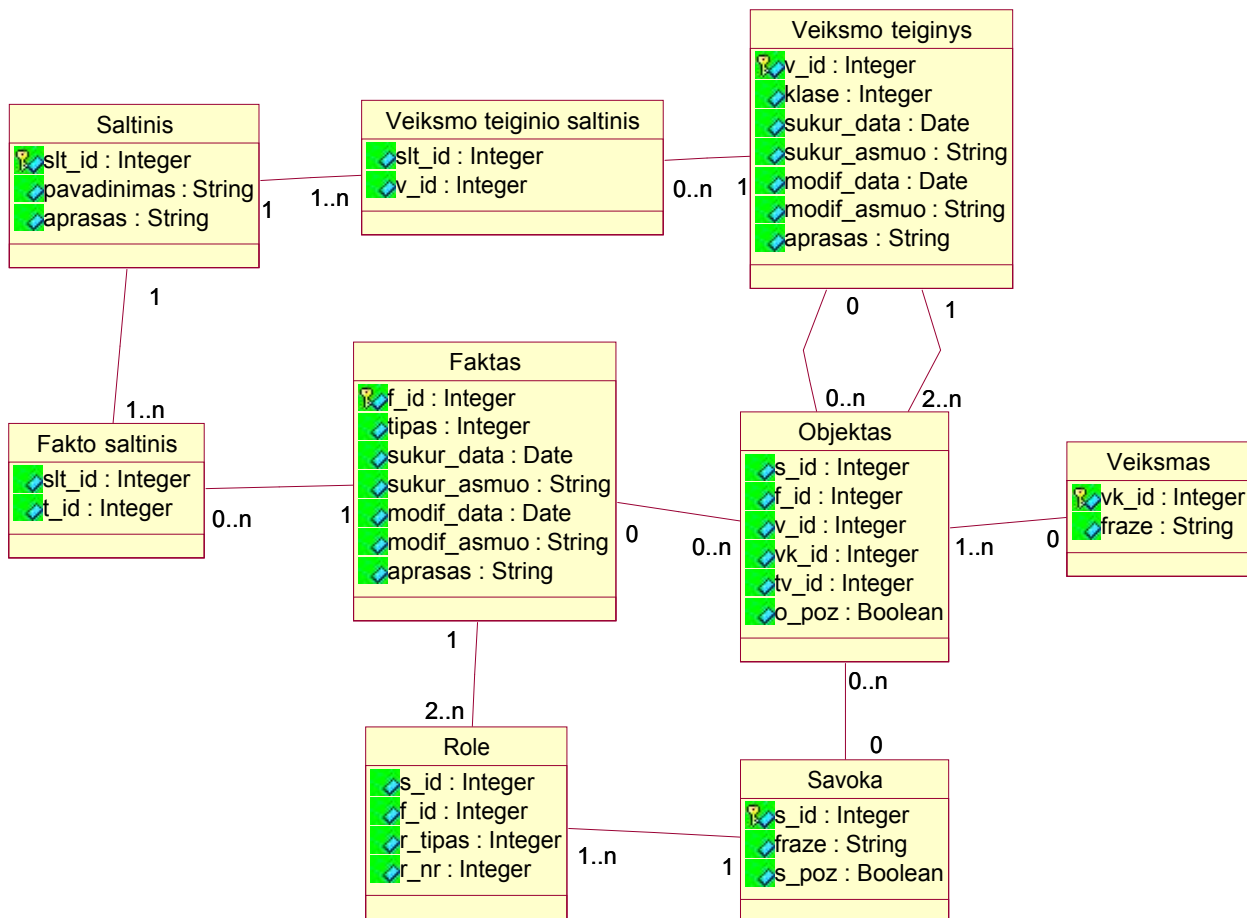 Veiksmo teiginys
v_id : Integer
klase : Integer
sukur_data : Date
sukur_asmuo : String
modif_data : Date
modif_asmuo : String
aprasas : String
Saltinis
slt_id : Integer
pavadinimas : String
aprasas : String
Veiksmo teiginio saltinis
slt_id : Integer
v_id : Integer
1
1..n
0..n
1
1
1..n
0
0..n
1
2..n
Faktas
f_id : Integer
tipas : Integer
sukur_data : Date
sukur_asmuo : String
modif_data : Date
modif_asmuo : String
aprasas : String
Fakto saltinis
slt_id : Integer
t_id : Integer
0..n
1
Objektas
s_id : Integer
f_id : Integer
v_id : Integer
vk_id : Integer
tv_id : Integer
o_poz : Boolean
Veiksmas
vk_id : Integer
fraze : String
0
0..n
1..n
0
1
2..n
0..n
0
Role
s_id : Integer
f_id : Integer
r_tipas : Integer
r_nr : Integer
1..n
1
Savoka
s_id : Integer
fraze : String
s_poz : Boolean